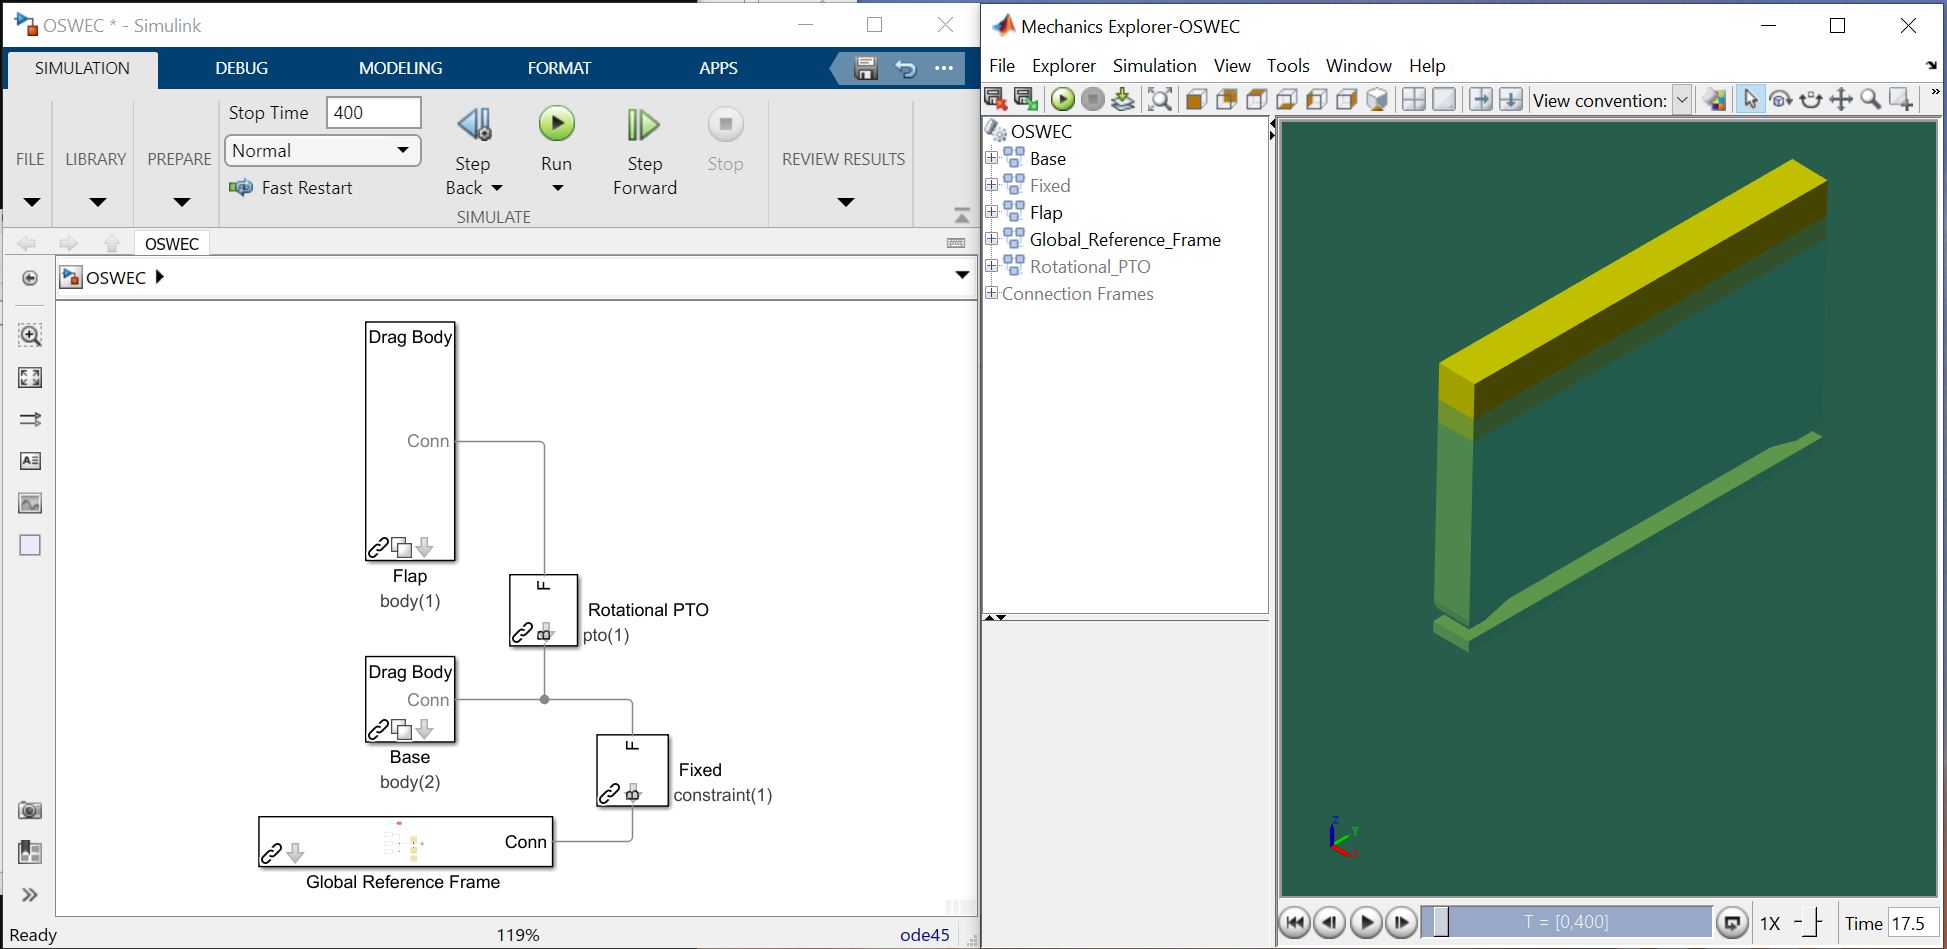 OSWEC * - Simulink
SIMULATION DEBUG MODELING FORMAT APPS
FILE
LIBRARY
PREPARE
Stop Time 400
Normal
Fast Restart
Step Back
Run
Step Forward
Stop
SIMULATE
REVIEW RESULTS
OSWEC
OSWEC
Drag Body
Conn
Flap
body(1)
F
B
Rotational PTO
pto(1)
Drag Body
Conn
Base
body(2)
F
B
Fixed
constraint(1)
Conn
Global Reference Frame
Ready 119% ode45
Mechanics Explorer-OSWEC
File Explorer Simulation View Tools Window Help
View convention:
OSWEC
Base
Fixed
Flap
Global_Reference_Frame
Rotational_PTO
Connection Frames
Z
Y
X
T = [0,400]
1X
Time 17.5